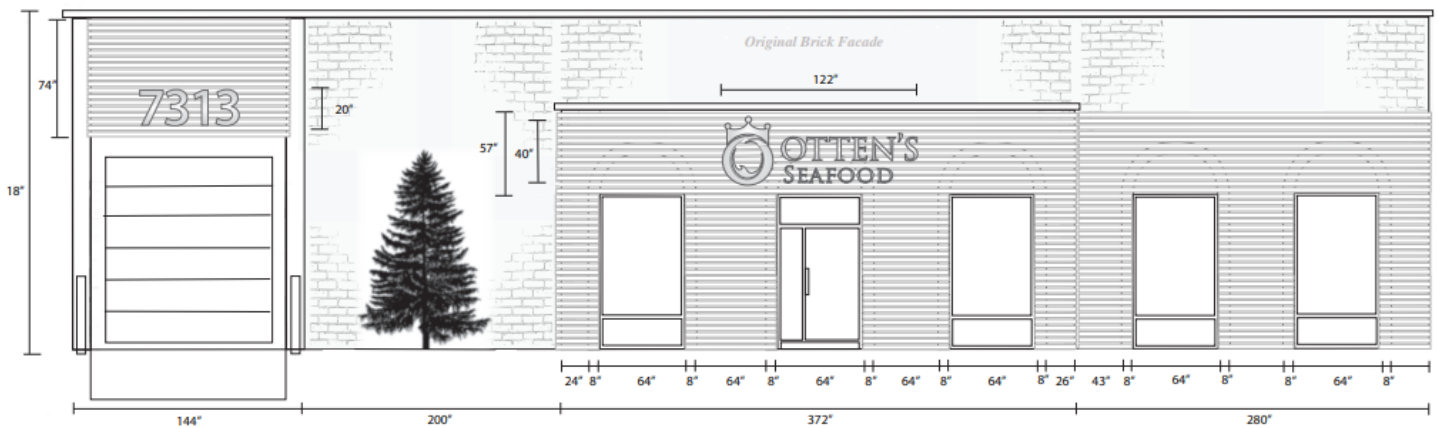 Original Brick Facade
122"
74"
7313
20"
57"
40"
OTTEN'S
SEAFOOD
18"
24" 8" 64" 8" 64" 8" 64" 8" 64" 8" 64" 8" 26" 43" 8" 64" 8" 8" 64" 8"
144" 200" 372" 280"